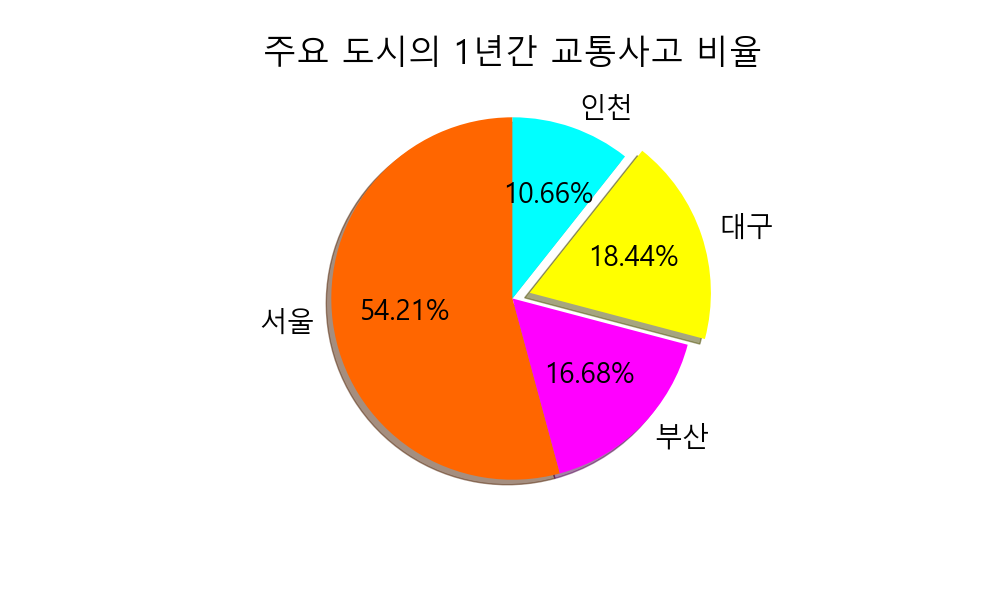 주요 도시의 1년간 교통사고 비율
인천
10.66%
대구
18.44%
서울
54.21%
16.68%
부산